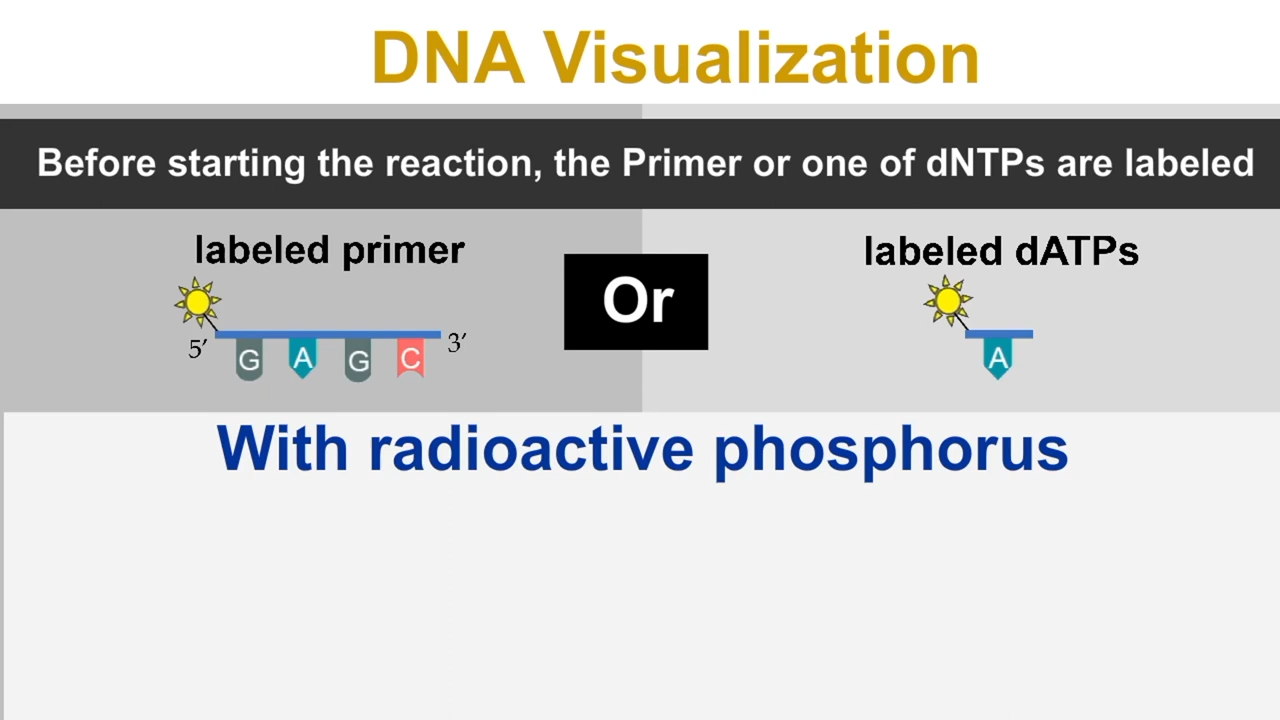 DNA Visualization
Before starting the reaction, the Primer or one of dNTPs are labeled
labeled primer
5′ G A G C 3′
Or
labeled dATPs
A
With radioactive phosphorus